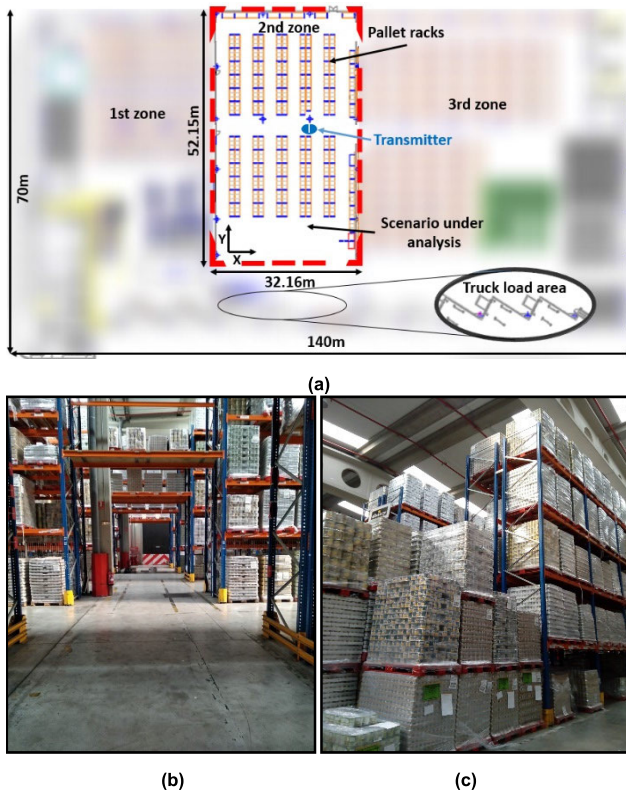 2nd zone
Pallet racks
1st zone
3rd zone
Transmitter
52.15m
70m
Scenario under
analysis
Y
X
32.16m
Truck load area
140m
(a)
(b)
(c)